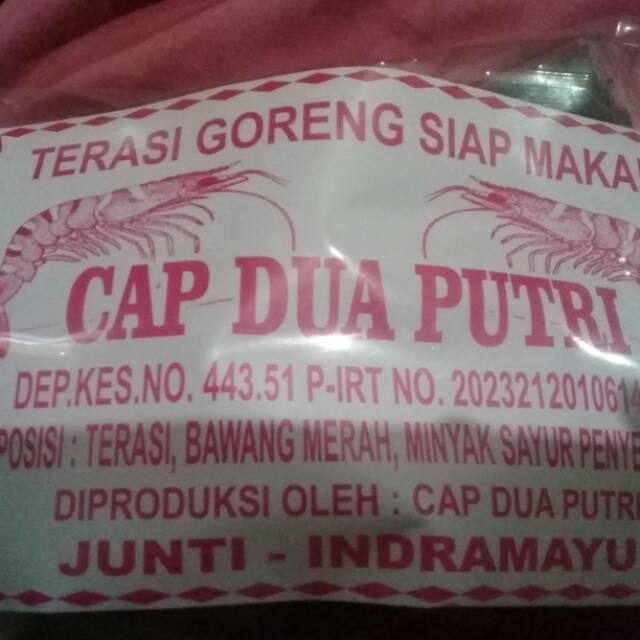 TERASI GORENG SIAP MAKA
CAP DUA PUTRI
DEP.KES.NO. 443.51 P-IRT NO. 2023212010614
POSISI : TERASI, BAWANG MERAH, MINYAK SAYUR PENYE
DIPRODUKSI OLEH : CAP DUA PUTRI
JUNTI - INDRAMAYU